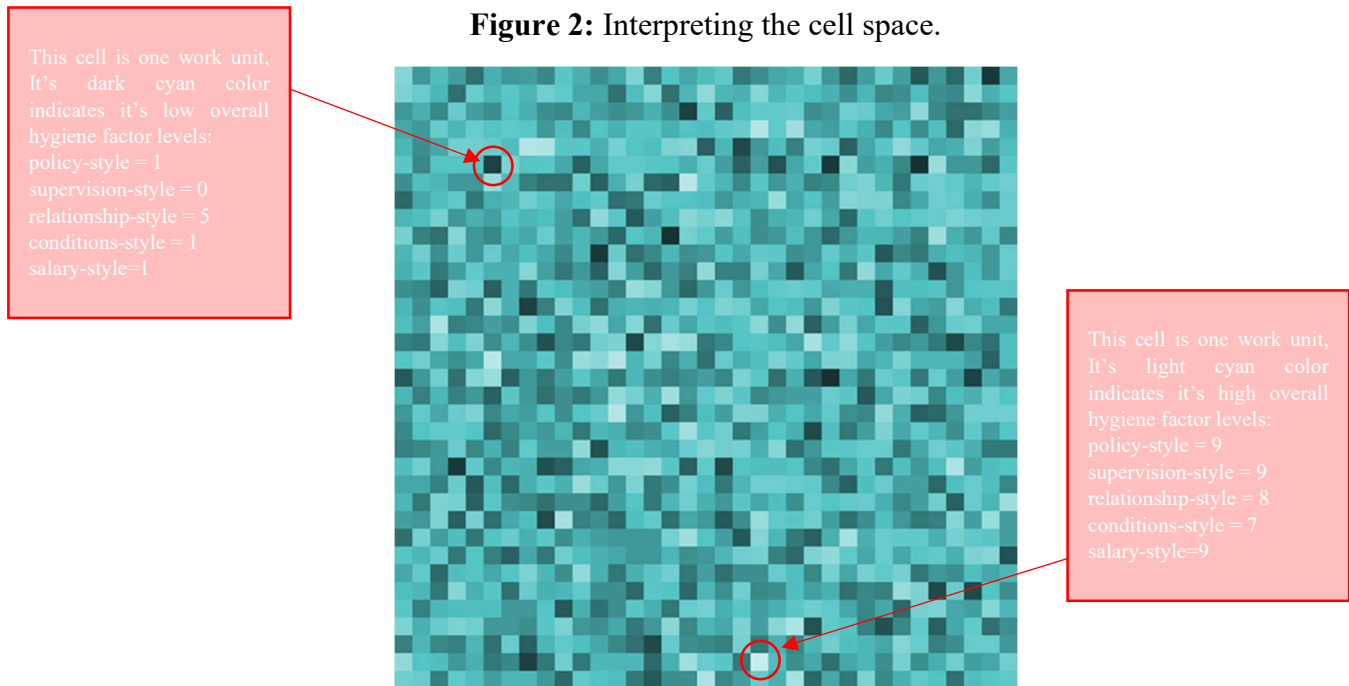 Figure 2: Interpreting the cell space.
This cell is one work unit,
It’s dark cyan color
indicates it’s low overall
hygiene factor levels:
policy-style = 1
supervision-style = 0
relationship-style = 5
conditions-style = 1
salary-style=1
This cell is one work unit,
It’s light cyan color
indicates it’s high overall
hygiene factor levels:
policy-style = 9
supervision-style = 9
relationship-style = 8
conditions-style = 7
salary-style=9